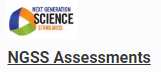 NEXT GENERATION
SCIENCE
STANDARDS
NGSS Assessments